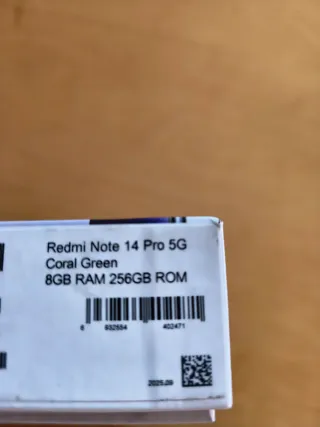 Redmi Note 14 Pro 5G
Coral Green
8GB RAM 256GB ROM
6 932554 402471
2025.09